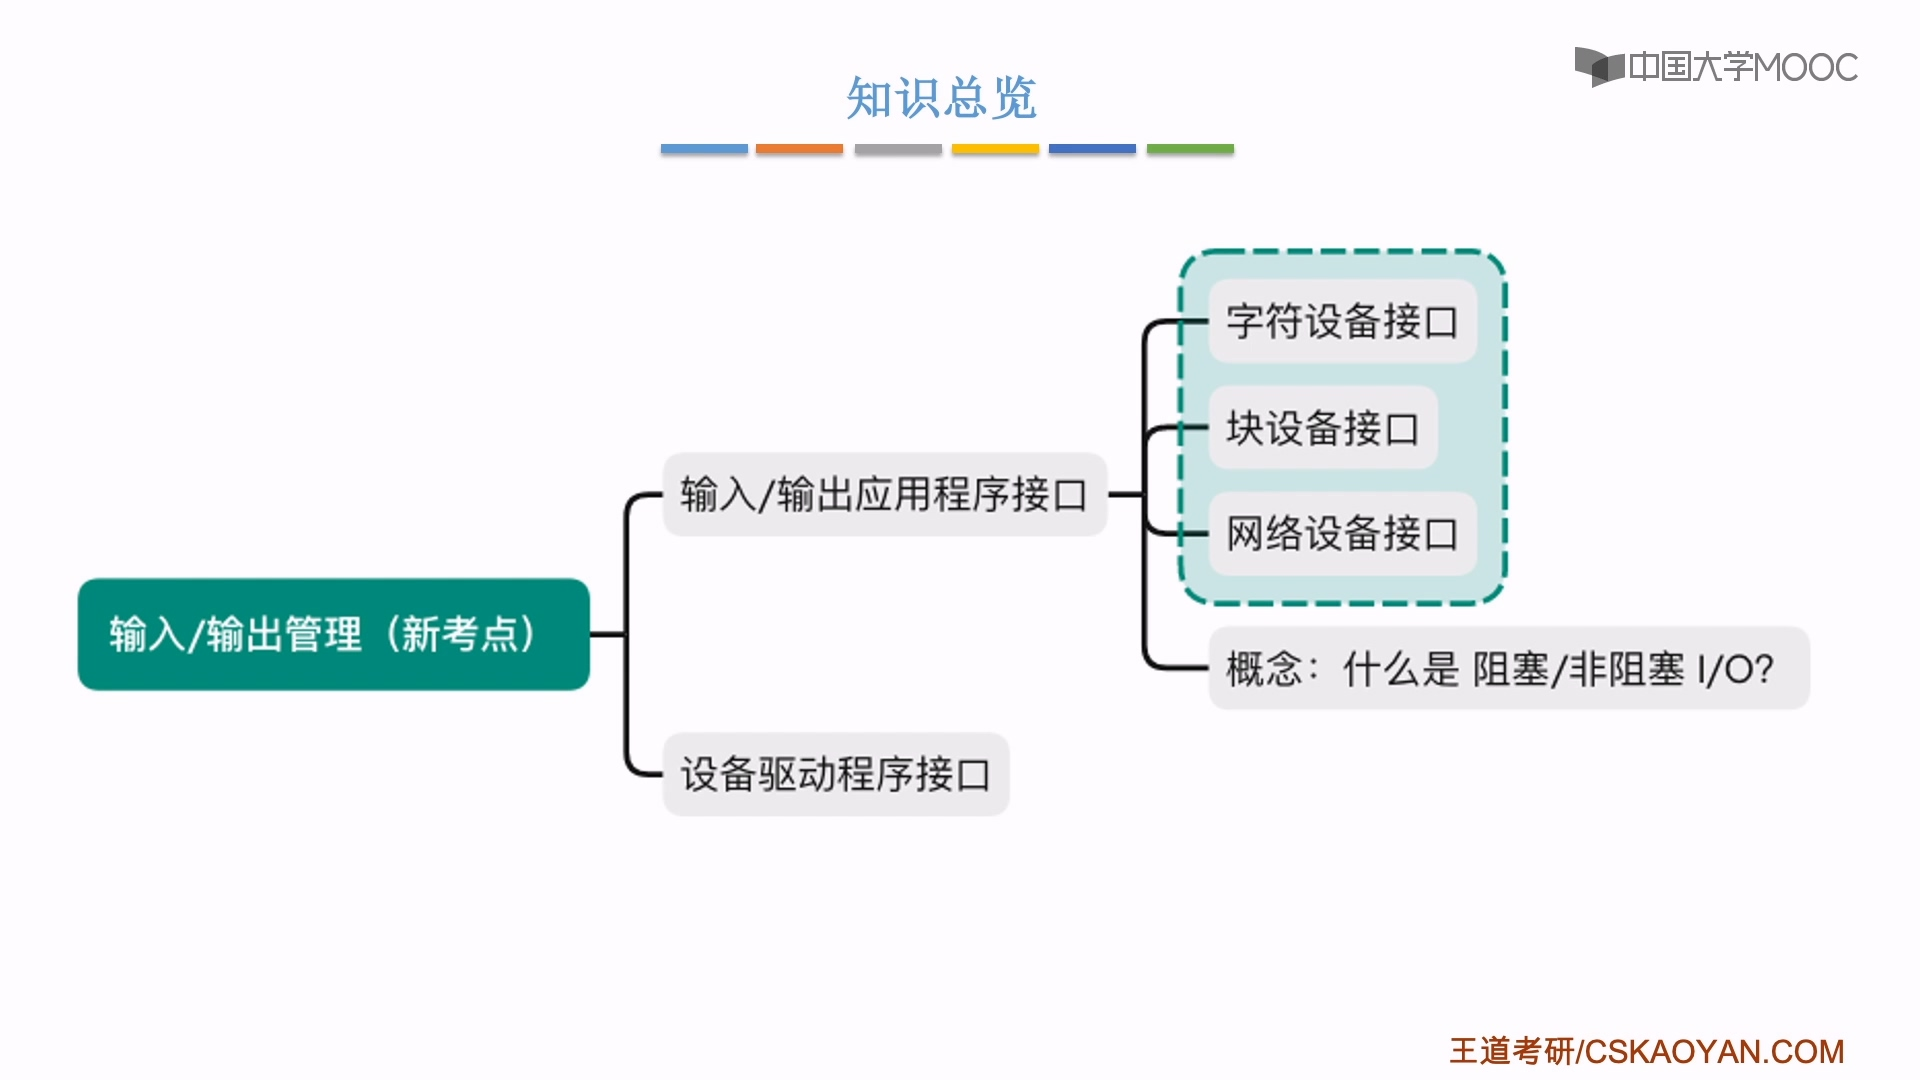 中国大学MOOC
知识总览
字符设备接口
块设备接口
输入/输出应用程序接口
网络设备接口
输入/输出管理（新考点）
概念：什么是 阻塞/非阻塞 I/O?
设备驱动程序接口
王道考研/CSKAOYAN.COM